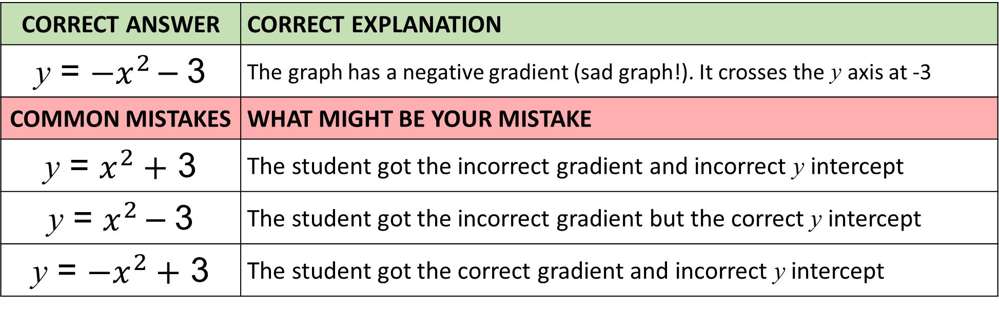 CORRECT ANSWER CORRECT EXPLANATION
y = −x² − 3 The graph has a negative gradient (sad graph!). It crosses the y axis at -3
COMMON MISTAKES WHAT MIGHT BE YOUR MISTAKE
y = x² + 3 The student got the incorrect gradient and incorrect y intercept
y = x² − 3 The student got the incorrect gradient but the correct y intercept
y = −x² + 3 The student got the correct gradient and incorrect y intercept